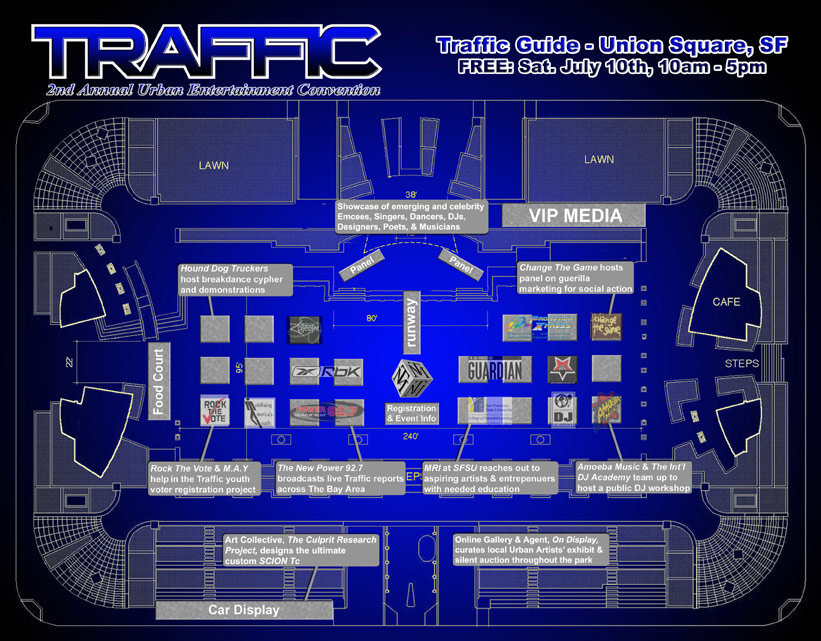 TRAFFIC
2nd Annual Urban Entertainment Convention
Traffic Guide - Union Square, SF
FREE: Sat. July 10th, 10am - 5pm
LAWN
LAWN
38'
Showcase of emerging and celebrity
Emcees, Singers, Dancers, DJs,
Designers, Poets, & Musicians
VIP MEDIA
Panel
Panel
Hound Dog Truckers
host breakdance cypher
and demonstrations
Change The Game hosts
panel on guerilla
marketing for social action
CAFE
80'
runway
change
the game
STEPS
22'
Food Court
95'
RBK
GUARDIAN
Registration
& Event Info
ROCK
THE
VOTE
POWER 92.7
DJ
240'
Rock The Vote & M.A.Y
help in the Traffic youth
voter registration project
The New Power 92.7
broadcasts live Traffic reports
across The Bay Area
MRI at SFSU reaches out to
aspiring artists & entrepenuers
with needed education
Amoeba Music & The Int'l
DJ Academy team up to
host a public DJ workshop
Art Collective, The Culprit Research
Project, designs the ultimate
custom SCION Tc
Online Gallery & Agent, On Display,
curates local Urban Artists' exhibit &
silent auction throughout the park
Car Display